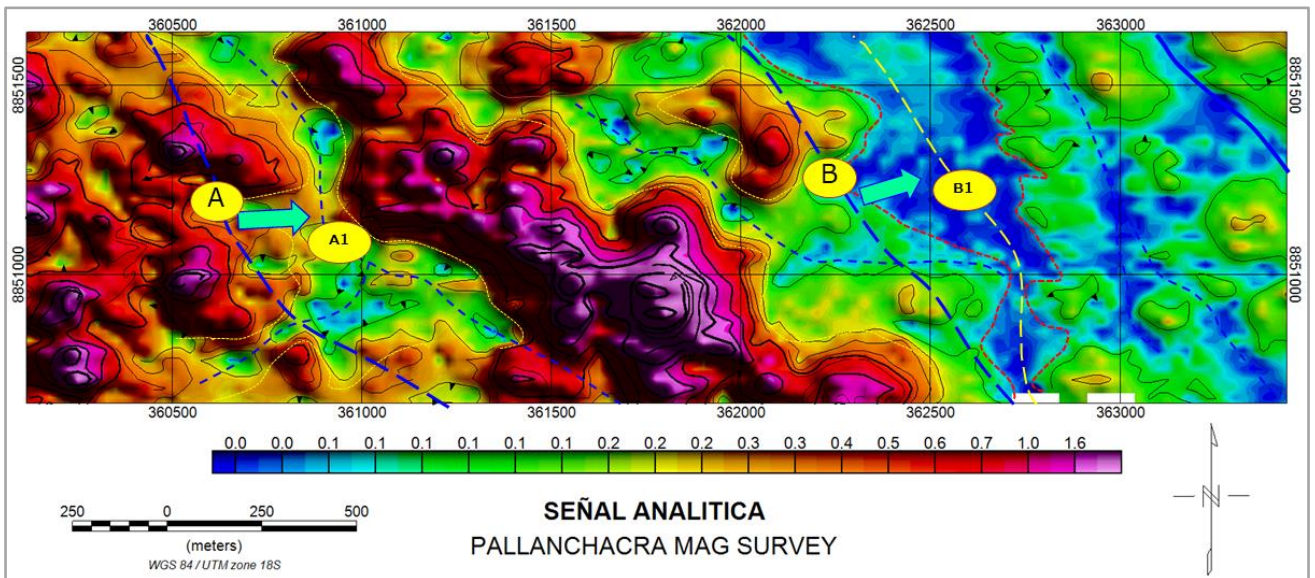 360500 361000 361500 362000 362500 363000
8851500 8851500
A B B1
A1
8851000 8851000
360500 361000 361500 362000 362500 363000
0.0 0.0 0.1 0.1 0.1 0.1 0.1 0.1 0.2 0.2 0.2 0.3 0.3 0.4 0.5 0.6 0.7 1.0 1.6
250 0 250 500
(meters)
WGS 84 / UTM zone 18S
SEÑAL ANALITICA
PALLANCHACRA MAG SURVEY
N